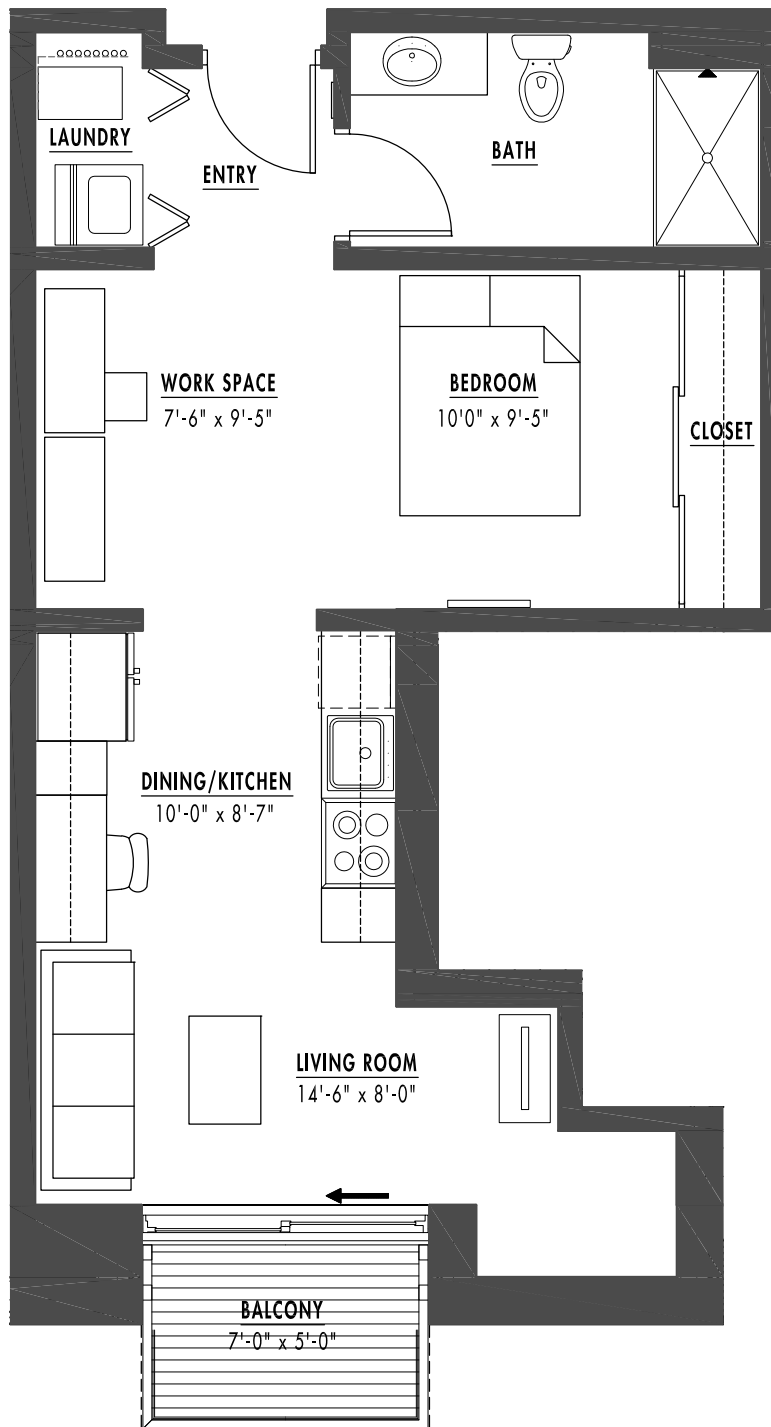 LAUNDRY
ENTRY
BATH
WORK SPACE
7'-6" x 9'-5"
BEDROOM
10'0" x 9'-5"
CLOSET
DINING/KITCHEN
10'-0" x 8'-7"
LIVING ROOM
14'-6" x 8'-0"
BALCONY
7'-0" x 5'-0"